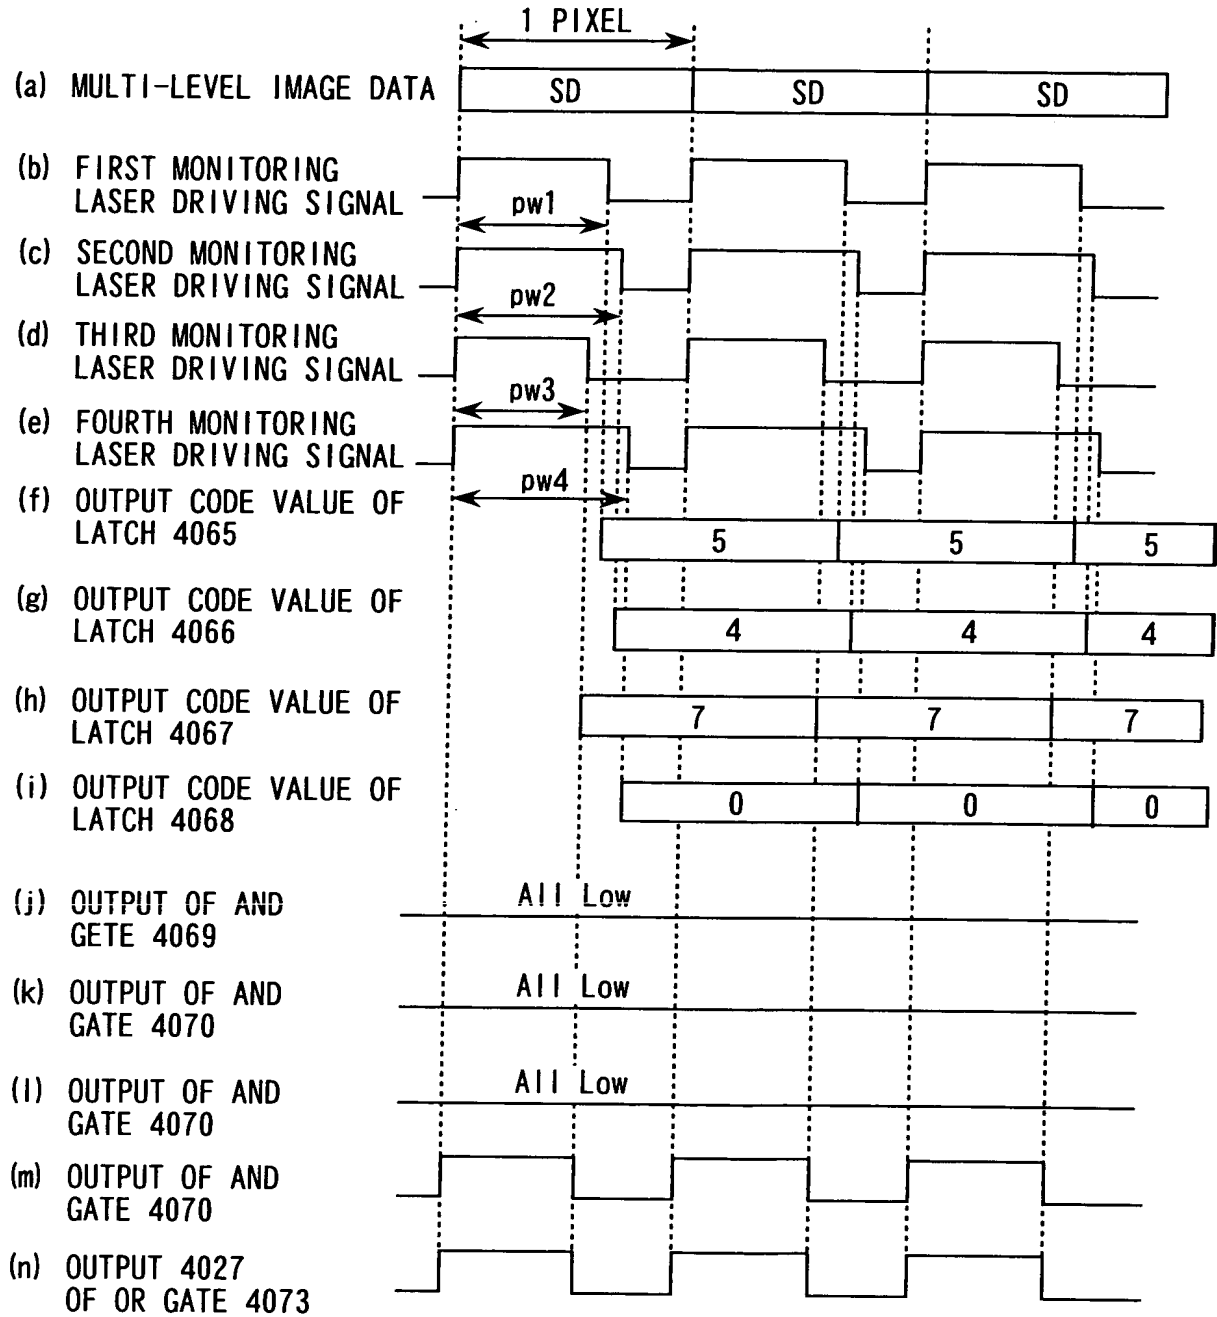 1 PIXEL
(a) MULTI-LEVEL IMAGE DATA SD SD SD
(b) FIRST MONITORING
LASER DRIVING SIGNAL
pw1
(c) SECOND MONITORING
LASER DRIVING SIGNAL
pw2
(d) THIRD MONITORING
LASER DRIVING SIGNAL
pw3
(e) FOURTH MONITORING
LASER DRIVING SIGNAL
pw4
(f) OUTPUT CODE VALUE OF
LATCH 4065
5 5 5
(g) OUTPUT CODE VALUE OF
LATCH 4066
4 4 4
(h) OUTPUT CODE VALUE OF
LATCH 4067
7 7 7
(i) OUTPUT CODE VALUE OF
LATCH 4068
0 0 0
(j) OUTPUT OF AND
GETE 4069
All Low
(k) OUTPUT OF AND
GATE 4070
All Low
(l) OUTPUT OF AND
GATE 4070
All Low
(m) OUTPUT OF AND
GATE 4070
(n) OUTPUT 4027
OF OR GATE 4073